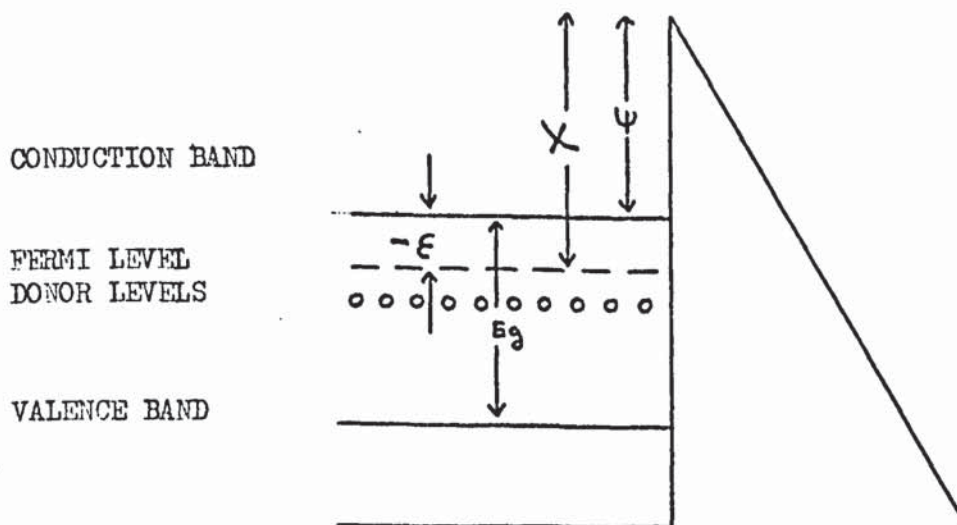 χ
ψ
CONDUCTION BAND
-ε
FERMI LEVEL
DONOR LEVELS
Eg
VALENCE BAND